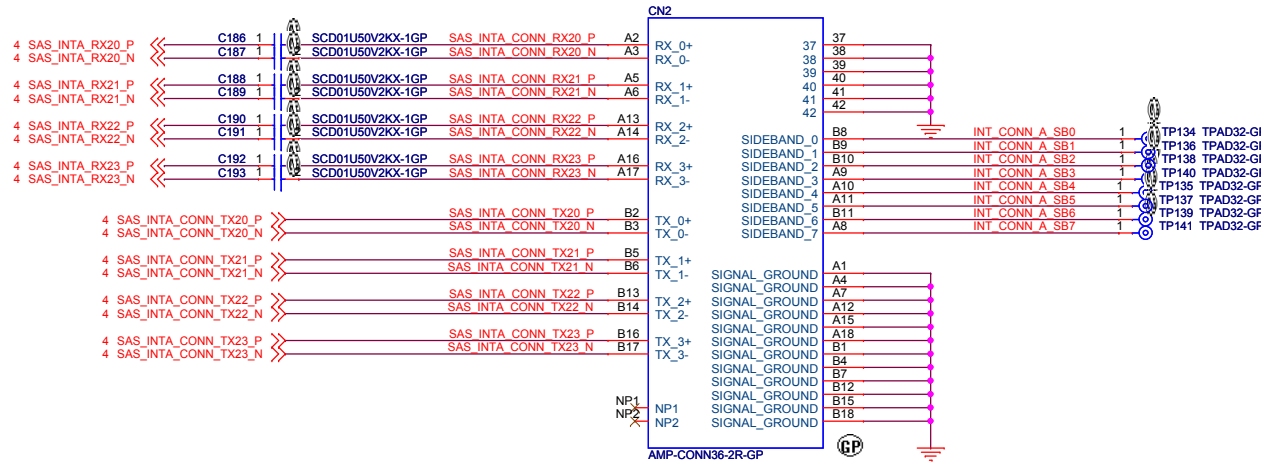 CN2
4 SAS_INTA_RX20_P C186 1 2 SCD01U50V2KX-1GP SAS_INTA_CONN_RX20_P A2 RX_0+
4 SAS_INTA_RX20_N C187 1 2 SCD01U50V2KX-1GP SAS_INTA_CONN_RX20_N A3 RX_0-
4 SAS_INTA_RX21_P C188 1 2 SCD01U50V2KX-1GP SAS_INTA_CONN_RX21_P A5 RX_1+
4 SAS_INTA_RX21_N C189 1 2 SCD01U50V2KX-1GP SAS_INTA_CONN_RX21_N A6 RX_1-
4 SAS_INTA_RX22_P C190 1 2 SCD01U50V2KX-1GP SAS_INTA_CONN_RX22_P A13 RX_2+
4 SAS_INTA_RX22_N C191 1 2 SCD01U50V2KX-1GP SAS_INTA_CONN_RX22_N A14 RX_2-
4 SAS_INTA_RX23_P C192 1 2 SCD01U50V2KX-1GP SAS_INTA_CONN_RX23_P A16 RX_3+
4 SAS_INTA_RX23_N C193 1 2 SCD01U50V2KX-1GP SAS_INTA_CONN_RX23_N A17 RX_3-
4 SAS_INTA_CONN_TX20_P SAS_INTA_CONN_TX20_P B2 TX_0+
4 SAS_INTA_CONN_TX20_N SAS_INTA_CONN_TX20_N B3 TX_0-
4 SAS_INTA_CONN_TX21_P SAS_INTA_CONN_TX21_P B5 TX_1+
4 SAS_INTA_CONN_TX21_N SAS_INTA_CONN_TX21_N B6 TX_1-
4 SAS_INTA_CONN_TX22_P SAS_INTA_CONN_TX22_P B13 TX_2+
4 SAS_INTA_CONN_TX22_N SAS_INTA_CONN_TX22_N B14 TX_2-
4 SAS_INTA_CONN_TX23_P SAS_INTA_CONN_TX23_P B16 TX_3+
4 SAS_INTA_CONN_TX23_N SAS_INTA_CONN_TX23_N B17 TX_3-
NP1 NP1
NP2 NP2
37 37
38 38
39 39
40 40
41 41
42 42
SIDEBAND_0 B8 INT_CONN_A_SB0 1 TP134 TPAD32-GP
SIDEBAND_1 B9 INT_CONN_A_SB1 1 TP136 TPAD32-GP
SIDEBAND_2 B10 INT_CONN_A_SB2 1 TP138 TPAD32-GP
SIDEBAND_3 A9 INT_CONN_A_SB3 1 TP140 TPAD32-GP
SIDEBAND_4 A10 INT_CONN_A_SB4 1 TP135 TPAD32-GP
SIDEBAND_5 A11 INT_CONN_A_SB5 1 TP137 TPAD32-GP
SIDEBAND_6 B11 INT_CONN_A_SB6 1 TP139 TPAD32-GP
SIDEBAND_7 A8 INT_CONN_A_SB7 1 TP141 TPAD32-GP
SIGNAL_GROUND A1
SIGNAL_GROUND A4
SIGNAL_GROUND A7
SIGNAL_GROUND A12
SIGNAL_GROUND A15
SIGNAL_GROUND A18
SIGNAL_GROUND B1
SIGNAL_GROUND B4
SIGNAL_GROUND B7
SIGNAL_GROUND B12
SIGNAL_GROUND B15
SIGNAL_GROUND B18
GP
AMP-CONN36-2R-GP